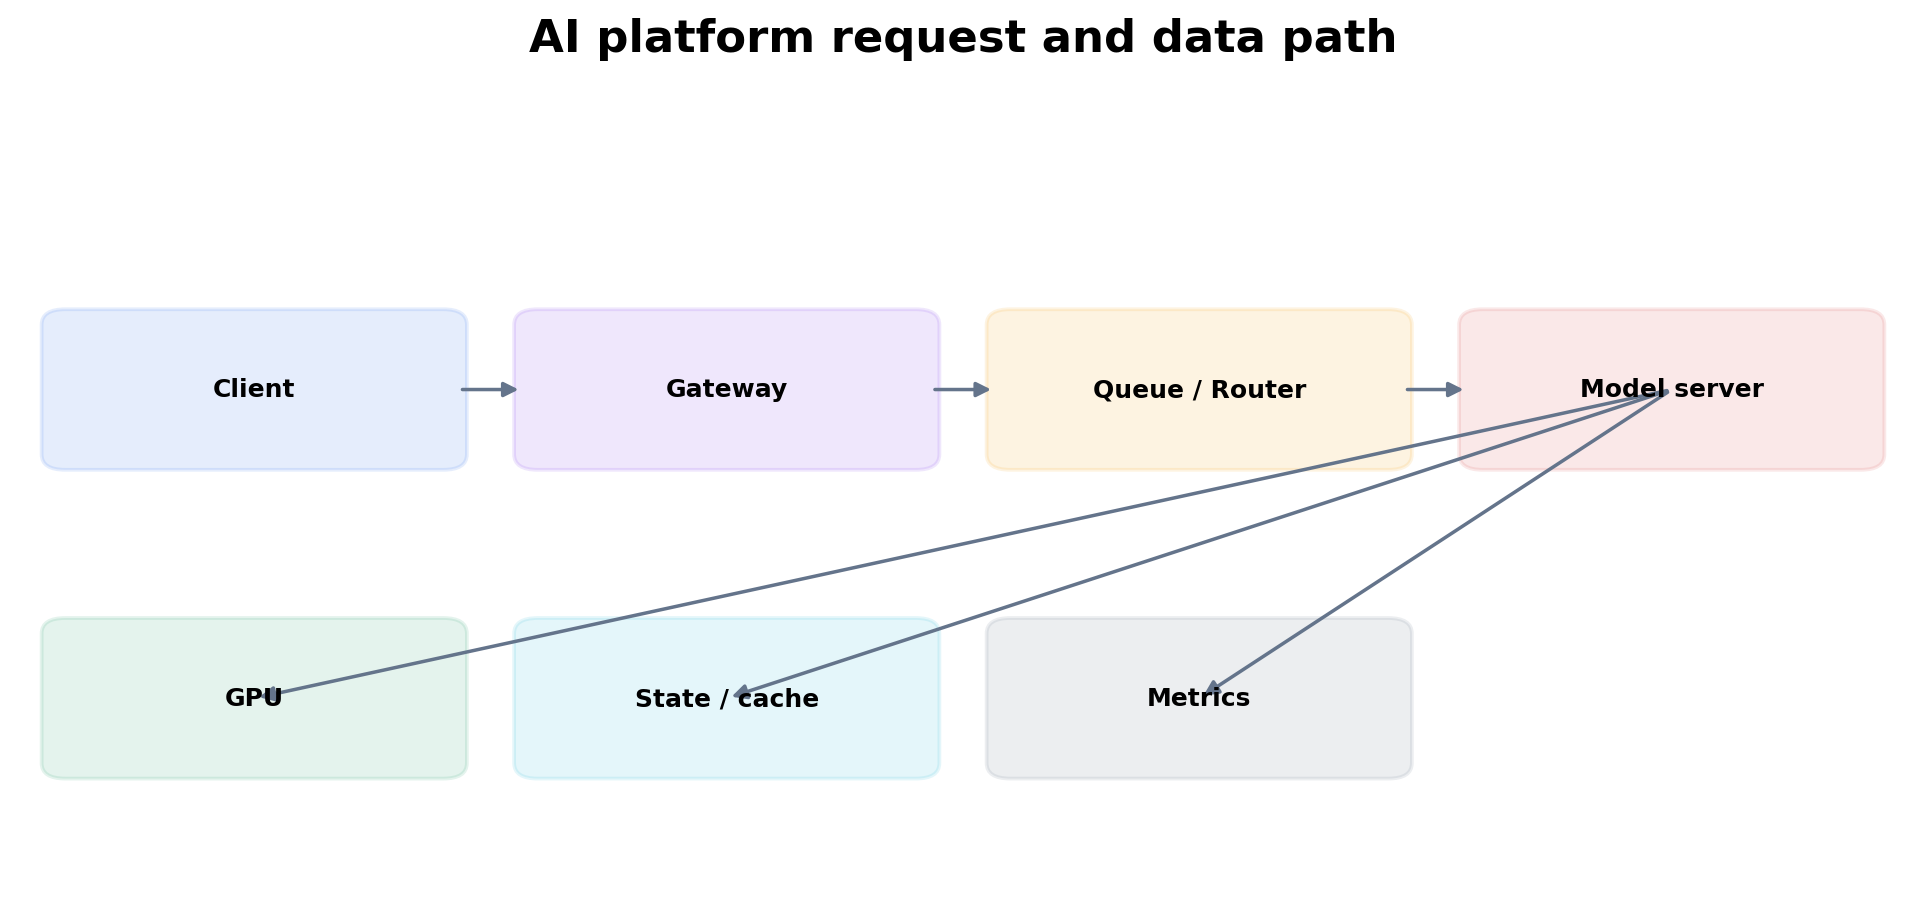 AI platform request and data path
Client
Gateway
Queue / Router
Model server
GPU
State / cache
Metrics